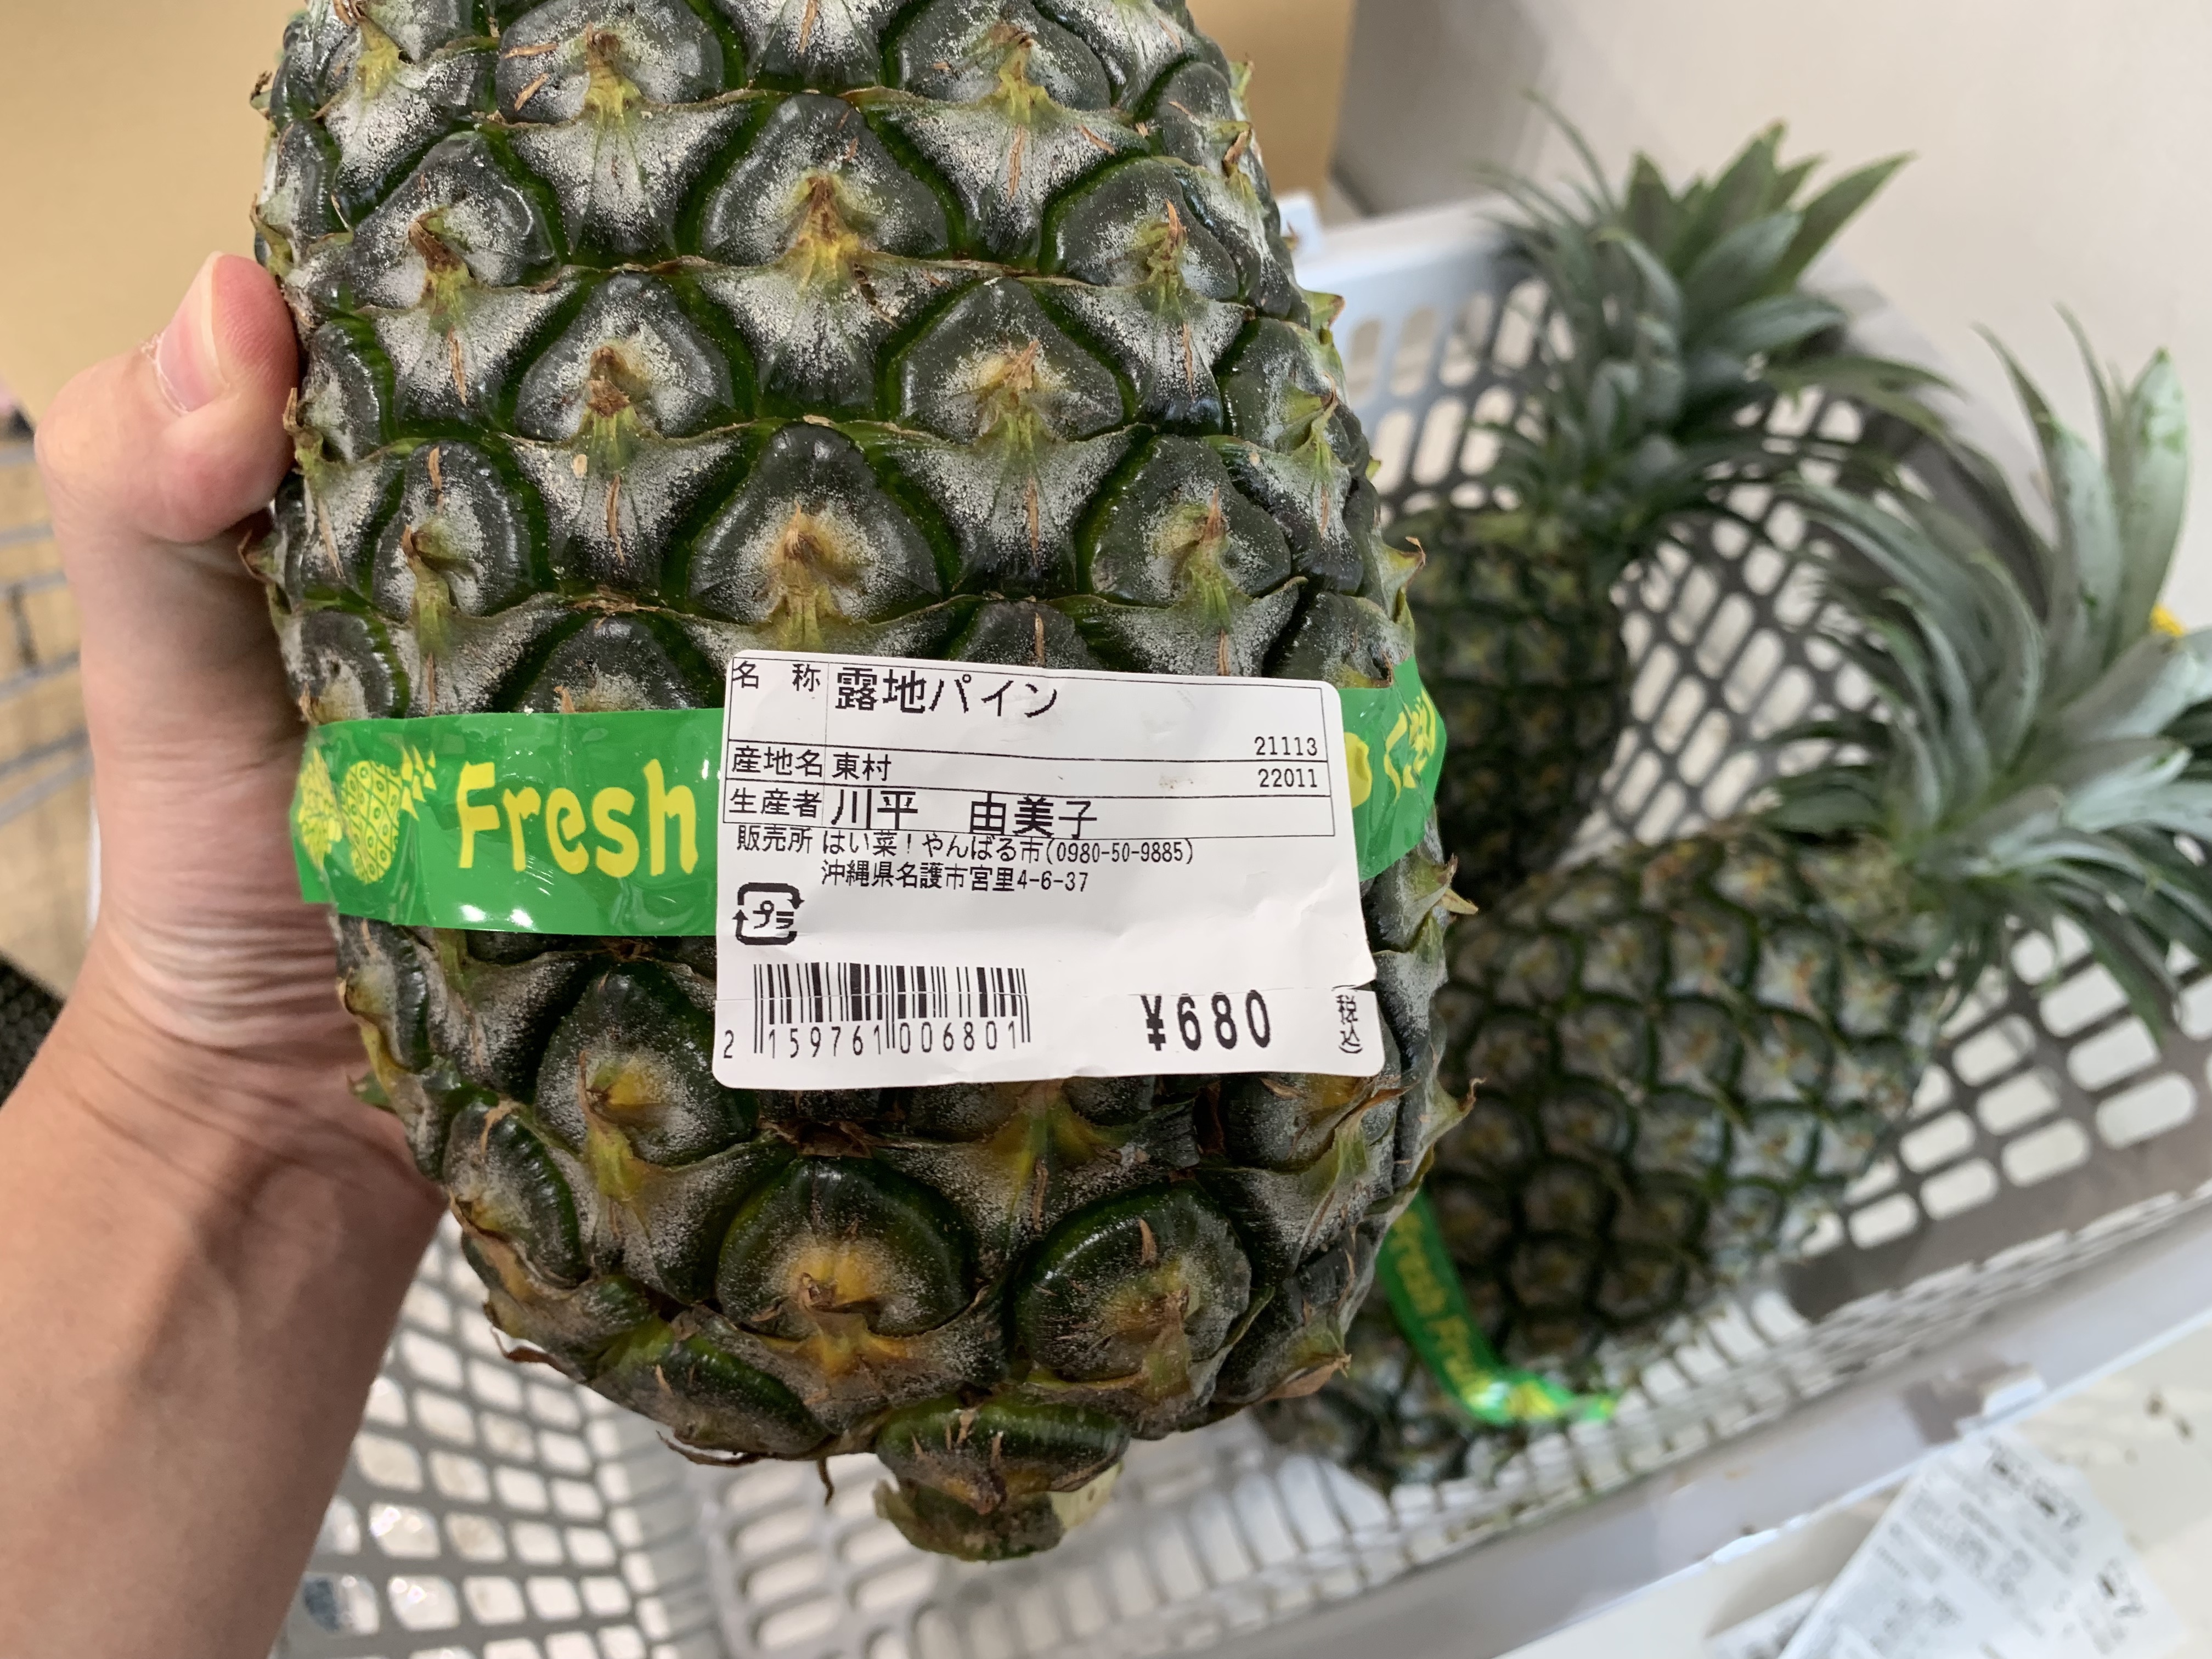 名 称 露地パイン
21113
産地名 東村 22011
生産者 川平 由美子
販売所 はい菜!やんばる市(0980-50-9885)
沖縄県名護市宮里4-6-37
プラ
2 159761 006801
¥680 (税込)
Fresh
Fresh Fru